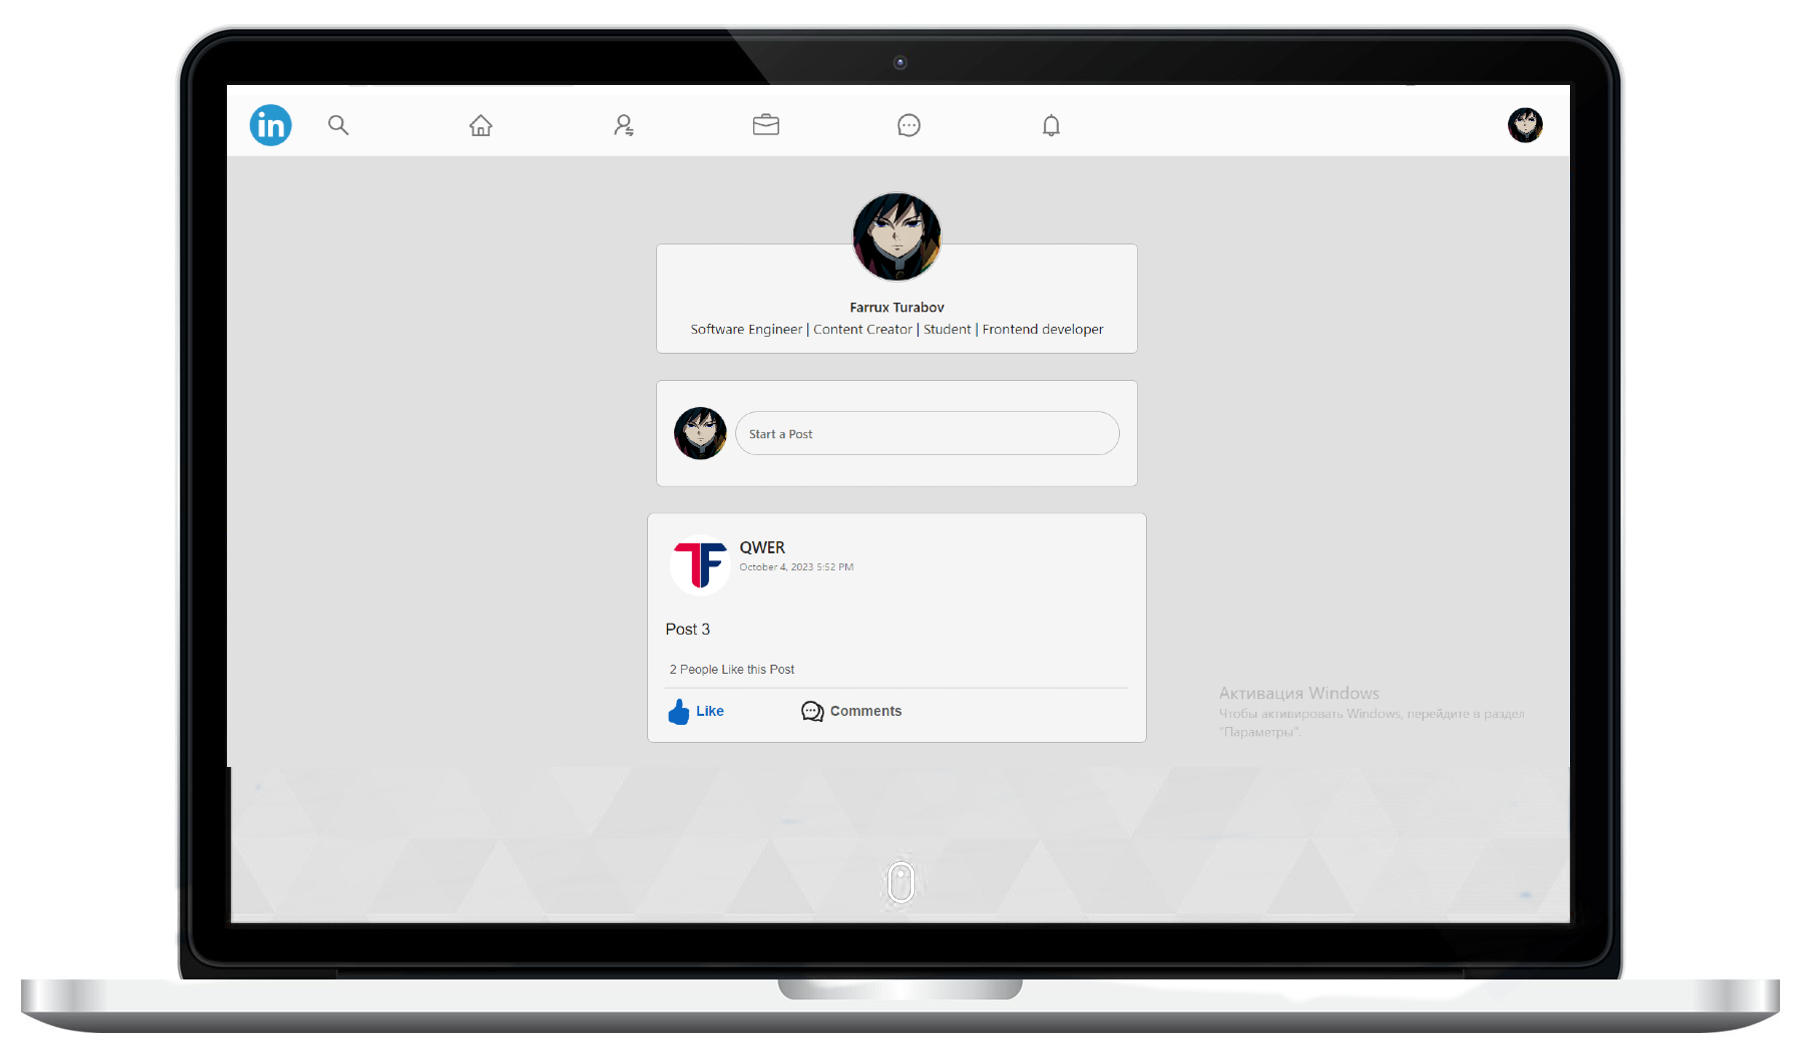 in
Farrux Turabov
Software Engineer | Content Creator | Student | Frontend developer
Start a Post
TF
QWER
October 4, 2023 5:52 PM
Post 3
2 People Like this Post
Like
Comments
Активация Windows
Чтобы активировать Windows, перейдите в раздел
"Параметры".